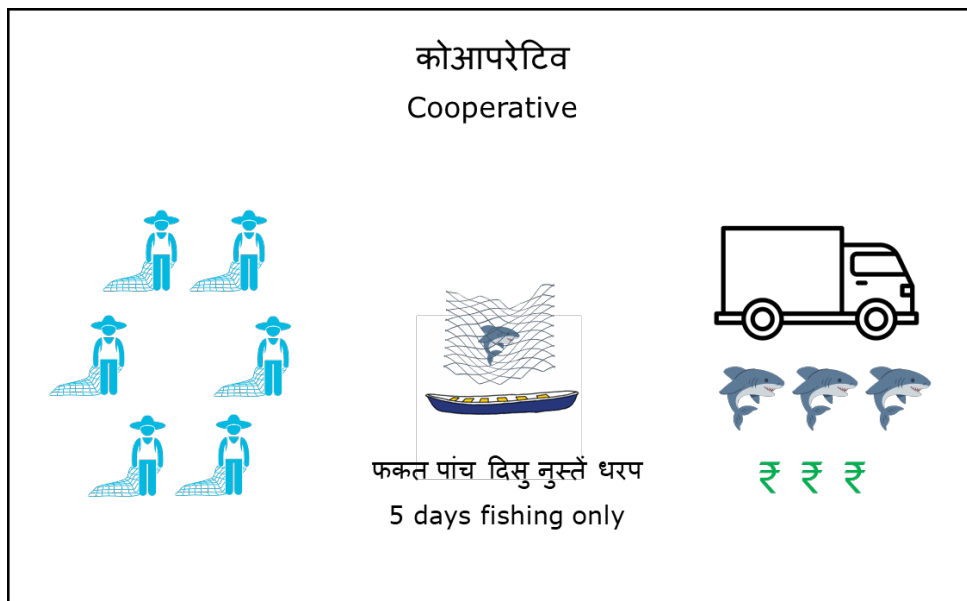 कोआपरेटिव
Cooperative
फकत पांच दिसु नुस्तें धरप
5 days fishing only
₹ ₹ ₹